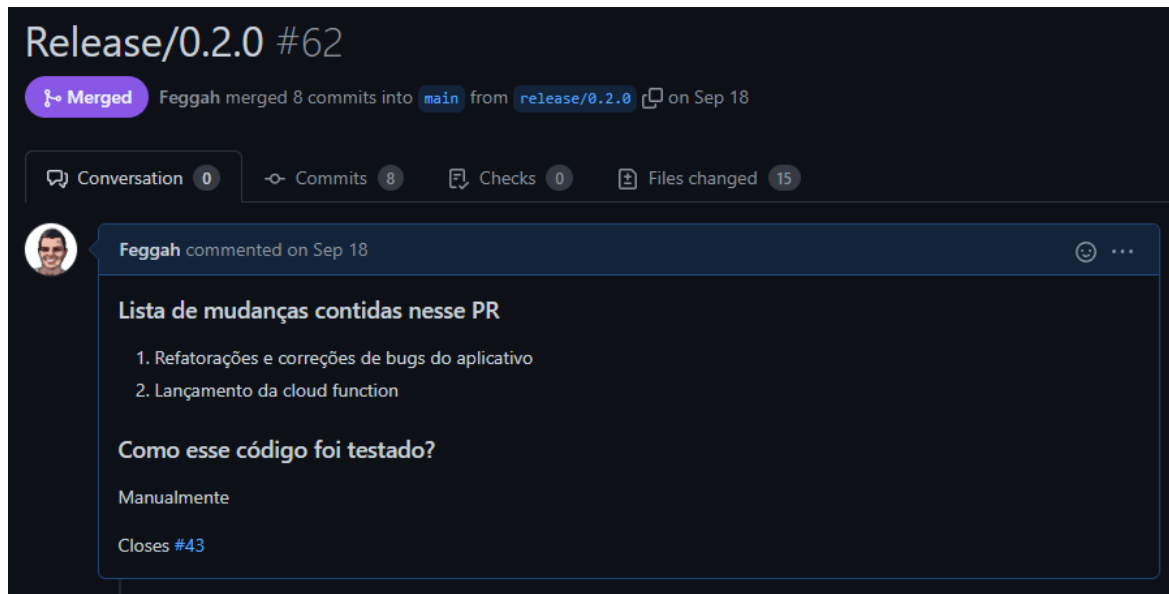 Release/0.2.0 #62
Merged Feggah merged 8 commits into main from release/0.2.0 on Sep 18
Conversation 0 Commits 8 Checks 0 Files changed 15
Feggah commented on Sep 18
Lista de mudanças contidas nesse PR
1. Refatorações e correções de bugs do aplicativo
2. Lançamento da cloud function
Como esse código foi testado?
Manualmente
Closes #43